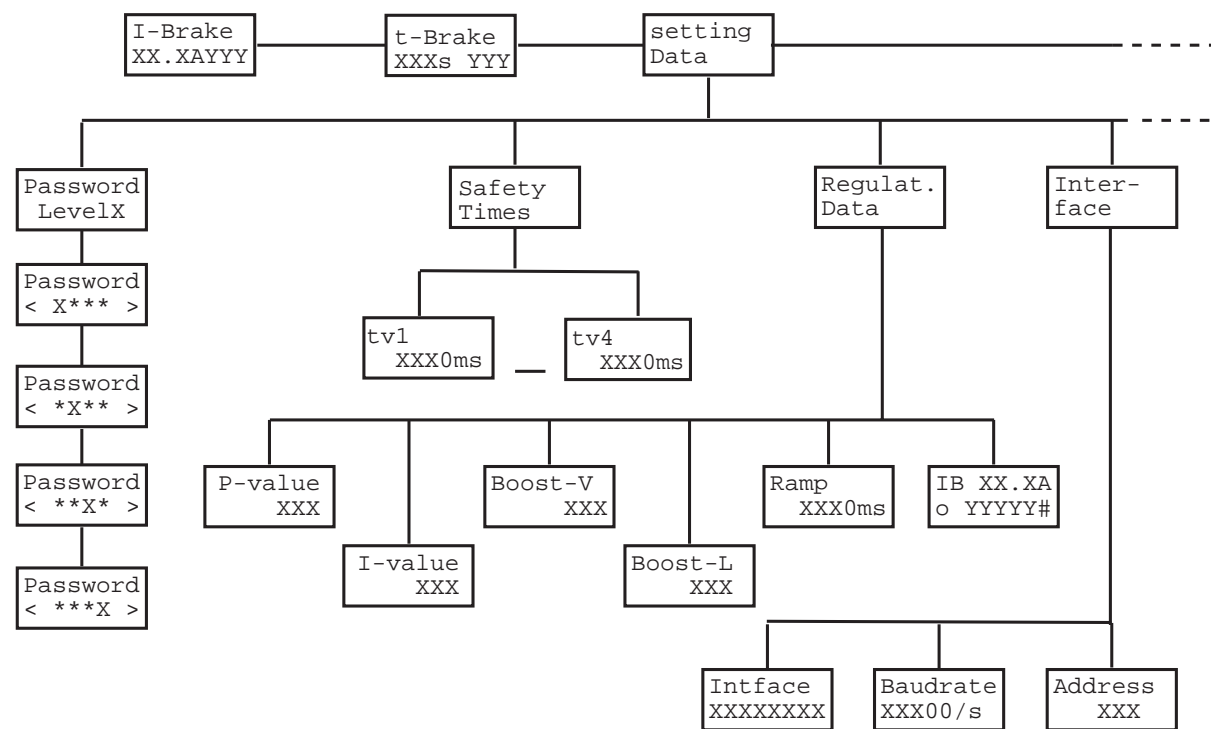 I-Brake
XX.XAYYY
t-Brake
XXXs YYY
setting
Data
Password
LevelX
Safety
Times
Regulat.
Data
Inter-
face
Password
< X*** >
tv1
XXX0ms
_
tv4
XXX0ms
Password
< *X** >
Password
< **X* >
P-value
XXX
Boost-V
XXX
Ramp
XXX0ms
IB XX.XA
o YYYYY#
I-value
XXX
Boost-L
XXX
Password
< ***X >
Intface
XXXXXXXX
Baudrate
XXX00/s
Address
XXX